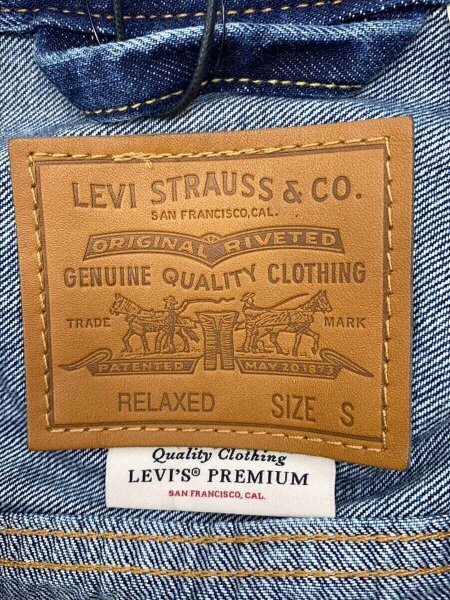 LEVI STRAUSS & CO.
SAN FRANCISCO, CAL.
ORIGINAL RIVETED
GENUINE QUALITY CLOTHING
TRADE MARK
PATENTED MAY 20 1873
RELAXED SIZE S
Quality Clothing
LEVI'S® PREMIUM
SAN FRANCISCO, CAL.